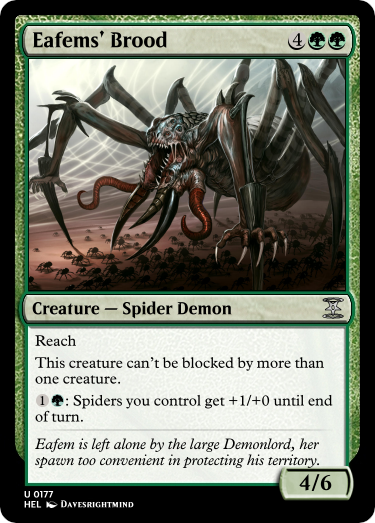 Eafems' Brood 4
Creature — Spider Demon
Reach
This creature can't be blocked by more than
one creature.
1 : Spiders you control get +1/+0 until end
of turn.
Eafem is left alone by the large Demonlord, her
spawn too convenient in protecting his territory.
4/6
U 0177
HEL Davesrightmind